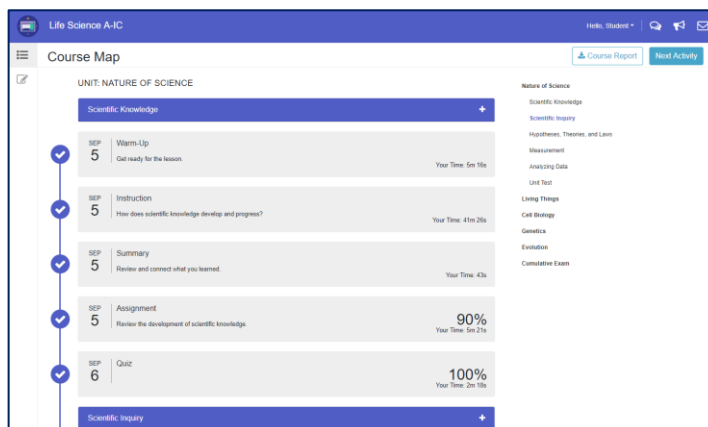 Life Science A-IC
Hello, Student
Course Map
Course Report
Next Activity
UNIT: NATURE OF SCIENCE
Scientific Knowledge +
SEP
5
Warm-Up
Get ready for the lesson.
Your Time: 5m 16s
SEP
5
Instruction
How does scientific knowledge develop and progress?
Your Time: 41m 26s
SEP
5
Summary
Review and connect what you learned.
Your Time: 43s
SEP
5
Assignment
Review the development of scientific knowledge.
90%
Your Time: 5m 21s
SEP
6
Quiz
100%
Your Time: 2m 18s
Scientific Inquiry +
Nature of Science
Scientific Knowledge
Scientific Inquiry
Hypotheses, Theories, and Laws
Measurement
Analyzing Data
Unit Test
Living Things
Cell Biology
Genetics
Evolution
Cumulative Exam